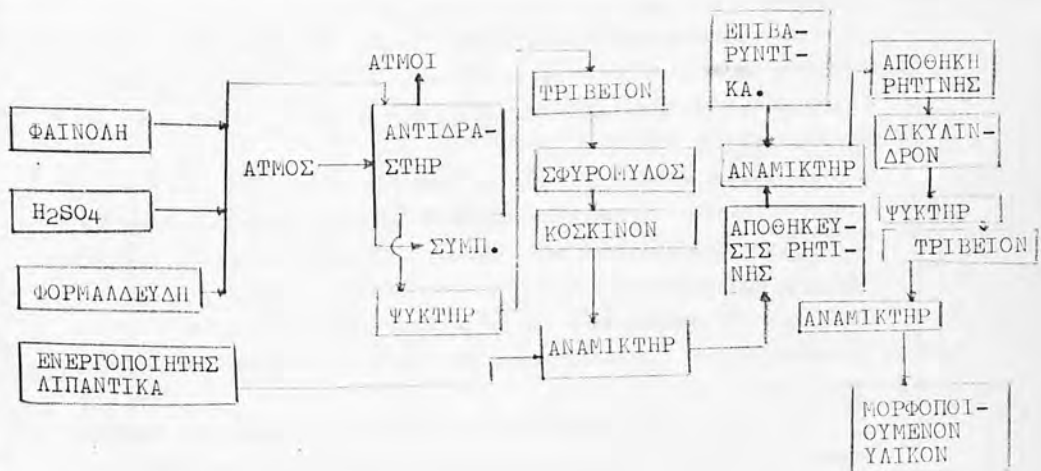 ΦΑΙΝΟΛΗ
H₂SO₄
ΦΟΡΜΑΛΔΕΥΔΗ
ΕΝΕΡΓΟΠΟΙΗΤΗΣ
ΛΙΠΑΝΤΙΚΑ
ΑΤΜΟΣ
ΑΤΜΟΙ
ΑΝΤΙΔΡΑ-
ΣΤΗΡ
ΣΥΜΠ.
ΨΥΚΤΗΡ
ΤΡΙΒΕΙΟΝ
ΣΦΥΡΟΜΥΛΟΣ
ΚΟΣΚΙΝΟΝ
ΑΝΑΜΙΚΤΗΡ
ΕΠΙΒΑ-
ΡΥΝΤΙ-
ΚΑ.
ΑΝΑΜΙΚΤΗΡ
ΑΠΟΘΗΚΕΥ-
ΣΙΣ ΡΗΤΙ-
ΝΗΣ
ΑΠΟΘΗΚΗ
ΡΗΤΙΝΗΣ
ΔΙΚΥΛΙΝ-
ΔΡΟΝ
ΨΥΚΤΗΡ
ΤΡΙΒΕΙΟΝ
ΑΝΑΜΙΚΤΗΡ
ΜΟΡΦΟΠΟΙ-
ΟΥΜΕΝΟΝ
ΥΛΙΚΟΝ